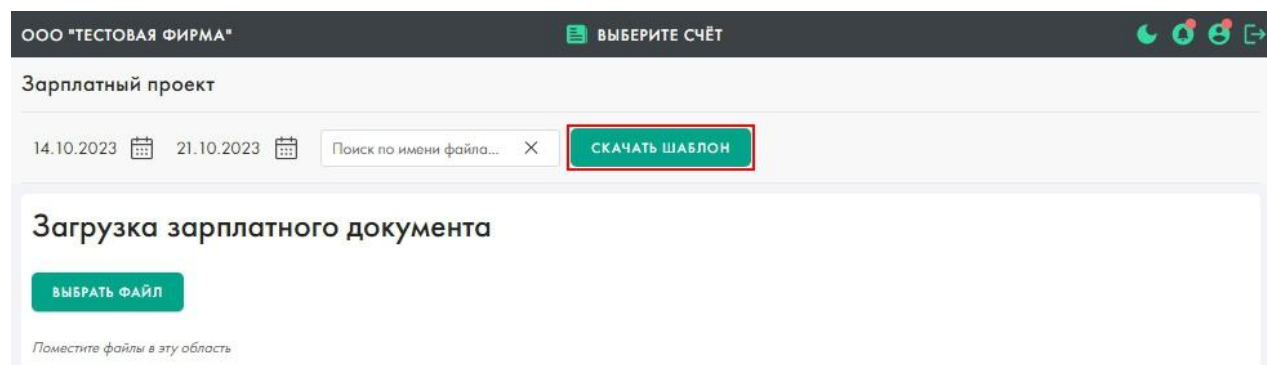 ООО "ТЕСТОВАЯ ФИРМА" ВЫБЕРИТЕ СЧЁТ
Зарплатный проект
14.10.2023 21.10.2023 Поиск по имени файла... СКАЧАТЬ ШАБЛОН
Загрузка зарплатного документа
ВЫБРАТЬ ФАЙЛ
Поместите файлы в эту область